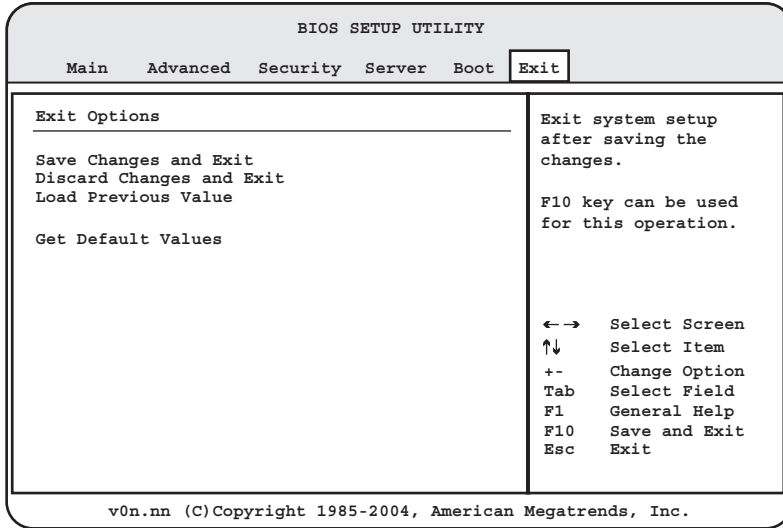 BIOS SETUP UTILITY
Main Advanced Security Server Boot Exit
Exit Options
Save Changes and Exit
Discard Changes and Exit
Load Previous Value
Get Default Values
Exit system setup
after saving the
changes.
F10 key can be used
for this operation.
←→ Select Screen
↑↓ Select Item
+- Change Option
Tab Select Field
F1 General Help
F10 Save and Exit
Esc Exit
v0n.nn (C)Copyright 1985-2004, American Megatrends, Inc.